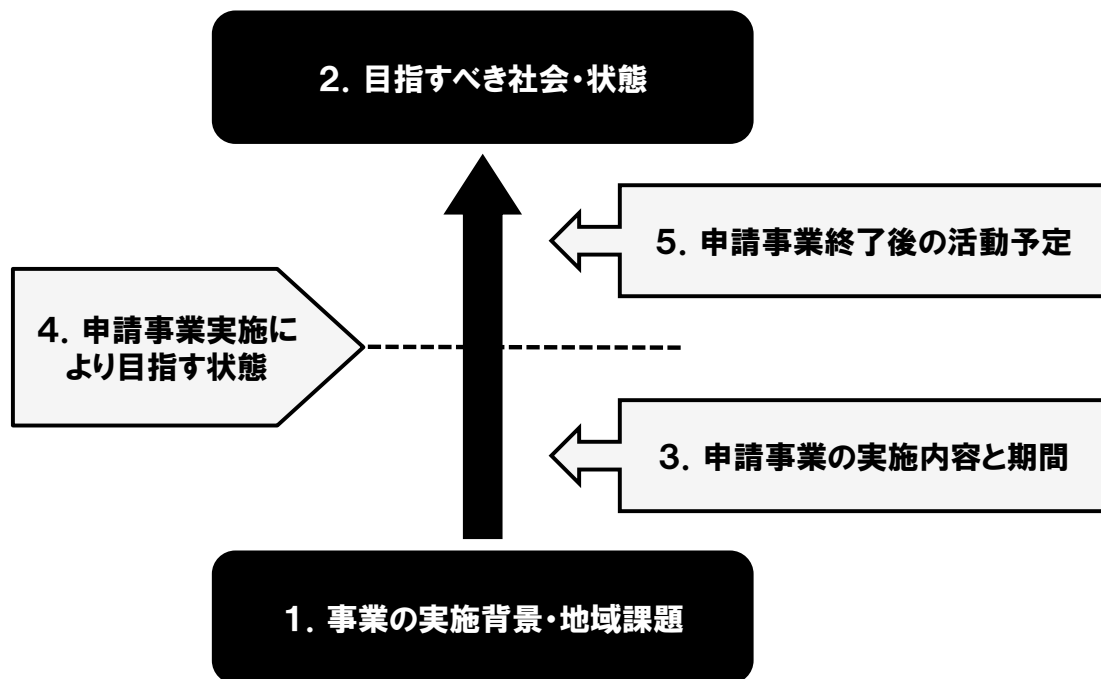 2．目指すべき社会・状態
5．申請事業終了後の活動予定
4．申請事業実施に
より目指す状態
3．申請事業の実施内容と期間
1．事業の実施背景・地域課題